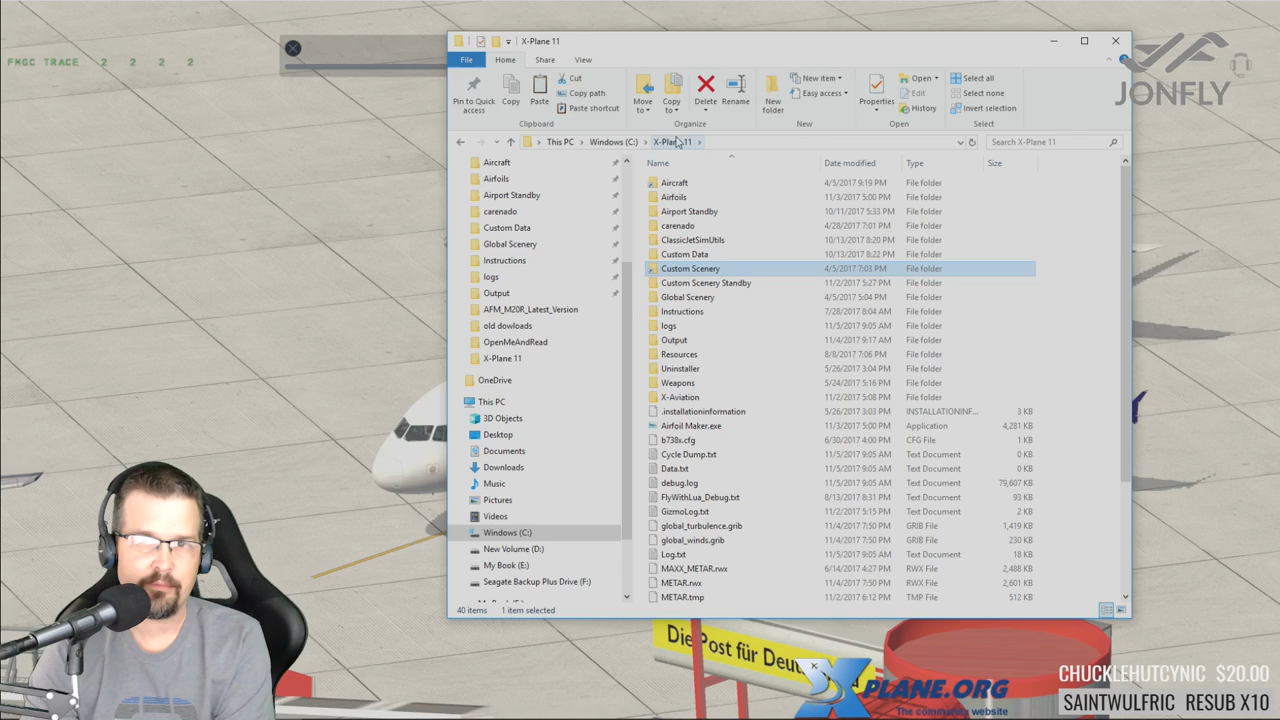 FMGC TRACE 2 2 2 2
X-Plane 11
File Home Share View
Pin to Quick access
Copy
Paste
Cut
Copy path
Paste shortcut
Clipboard
Move to
Copy to
Delete
Rename
Organize
New folder
New item
Easy access
New
Properties
Open
Edit
History
Open
Select all
Select none
Invert selection
Select
JONFLY
This PC Windows (C:) X-Plane 11
Search X-Plane 11
Aircraft
Airfoils
Airport Standby
carenado
Custom Data
Global Scenery
Instructions
logs
Output
AFM_M20R_Latest_Version
old dowloads
OpenMeAndRead
X-Plane 11
OneDrive
This PC
3D Objects
Desktop
Documents
Downloads
Music
Pictures
Videos
Windows (C:)
New Volume (D:)
My Book (E:)
Seagate Backup Plus Drive (F:)
Name Date modified Type Size
Aircraft 4/5/2017 9:19 PM File folder
Airfoils 11/3/2017 5:00 PM File folder
Airport Standby 10/11/2017 5:33 PM File folder
carenado 4/28/2017 7:01 PM File folder
ClassicJetSimUtils 10/13/2017 8:20 PM File folder
Custom Data 10/13/2017 8:22 PM File folder
Custom Scenery 4/5/2017 7:03 PM File folder
Custom Scenery Standby 11/2/2017 5:27 PM File folder
Global Scenery 4/5/2017 5:04 PM File folder
Instructions 7/28/2017 8:04 AM File folder
logs 11/5/2017 9:05 AM File folder
Output 11/4/2017 9:17 AM File folder
Resources 8/8/2017 7:06 PM File folder
Uninstaller 5/26/2017 3:04 PM File folder
Weapons 5/24/2017 5:16 PM File folder
X-Aviation 11/2/2017 5:08 PM File folder
.installationinformation 5/26/2017 3:03 PM INSTALLATIONINF... 3 KB
Airfoil Maker.exe 11/3/2017 5:00 PM Application 4,281 KB
b738x.cfg 6/30/2017 4:00 PM CFG File 1 KB
Cycle Dump.txt 11/5/2017 9:05 AM Text Document 0 KB
Data.txt 11/5/2017 9:05 AM Text Document 0 KB
debug.log 11/5/2017 9:05 AM Text Document 79,607 KB
FlyWithLua_Debug.txt 8/13/2017 8:31 PM Text Document 93 KB
GizmoLog.txt 11/2/2017 5:15 PM Text Document 2 KB
global_turbulence.grib 11/4/2017 7:50 PM GRIB File 1,419 KB
global_winds.grib 11/4/2017 7:50 PM GRIB File 230 KB
Log.txt 11/5/2017 9:05 AM Text Document 18 KB
MAXX_METAR.rwx 6/14/2017 4:27 PM RWX File 2,488 KB
METAR.rwx 11/4/2017 7:50 PM RWX File 2,601 KB
METAR.tmp 11/2/2017 6:12 PM TMP File 512 KB
40 items 1 item selected
Die Post für
X PLANE.ORG
The community website
CHUCKLEHUTCYNIC $20.00
SAINTWULFRIC RESUB X10